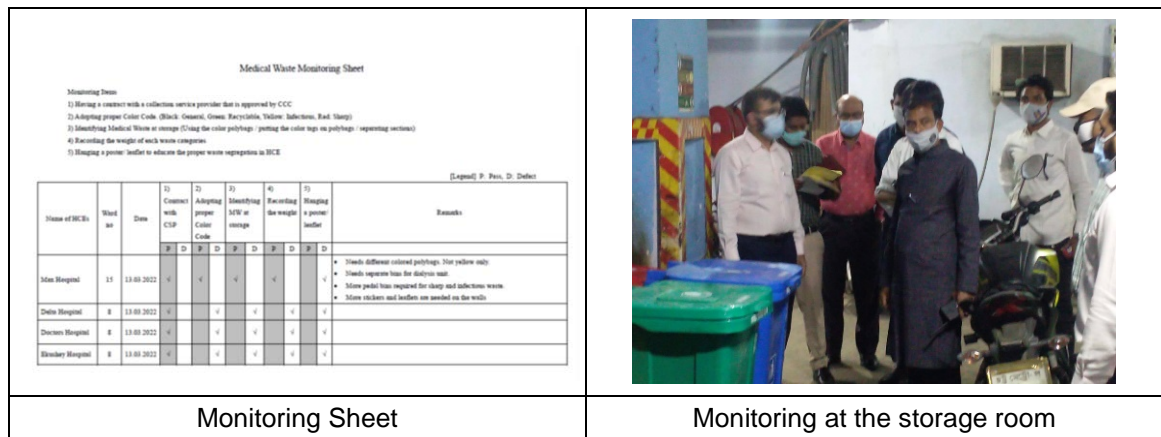 Medical Waste Monitoring Sheet
Monitoring Items
1) Having a contract with a collection service provider that is approved by CCC
2) Adopting proper Color Code. (Black: General, Green: Recyclable, Yellow: Infectious, Red: Sharp)
3) Identifying Medical Waste at storage (Using the color polybags / putting the color tags on polybags / separating sections)
4) Recording the weight of each waste categories
5) Hanging a poster/ leaflet to educate the proper waste segregation in HCE
[Legend] P: Pass, D: Defect
Name of HCEs Ward no Date 1) Contract with CSP 2) Adopting proper Color Code 3) Identifying MW at storage 4) Recording the weight 5) Hanging a poster/ leaflet Remarks
P D P D P D P D P D
Max Hospital 15 13.03.2022 √ √ √ √ √
• Needs different colored polybags. Not yellow only.
• Needs separate bins for dialysis unit.
• More pedal bins required for sharp and infectious waste.
• More stickers and leaflets are needed on the walls
Delta Hospital 8 13.03.2022 √ √ √ √ √
Doctors Hospital 8 13.03.2022 √ √ √ √ √
Ekushey Hospital 8 13.03.2022 √ √ √ √ √
Monitoring Sheet
Monitoring at the storage room